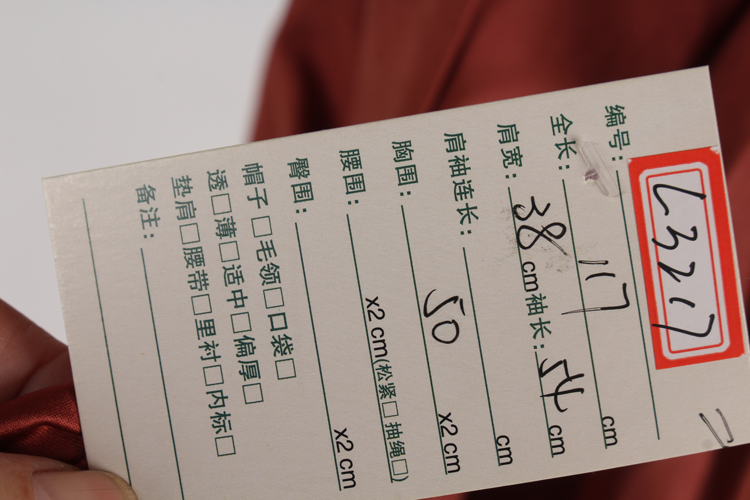 编号: L3217
全长: 117 cm
肩宽: 38 cm 袖长: 54 cm
肩袖连长: cm
胸围: 50 x2 cm
腰围: x2 cm(松紧□ 抽绳□)
臀围: x2 cm
帽子□毛领□口袋□
透□薄□适中□偏厚□
垫肩□腰带□里衬□内标□
备注: